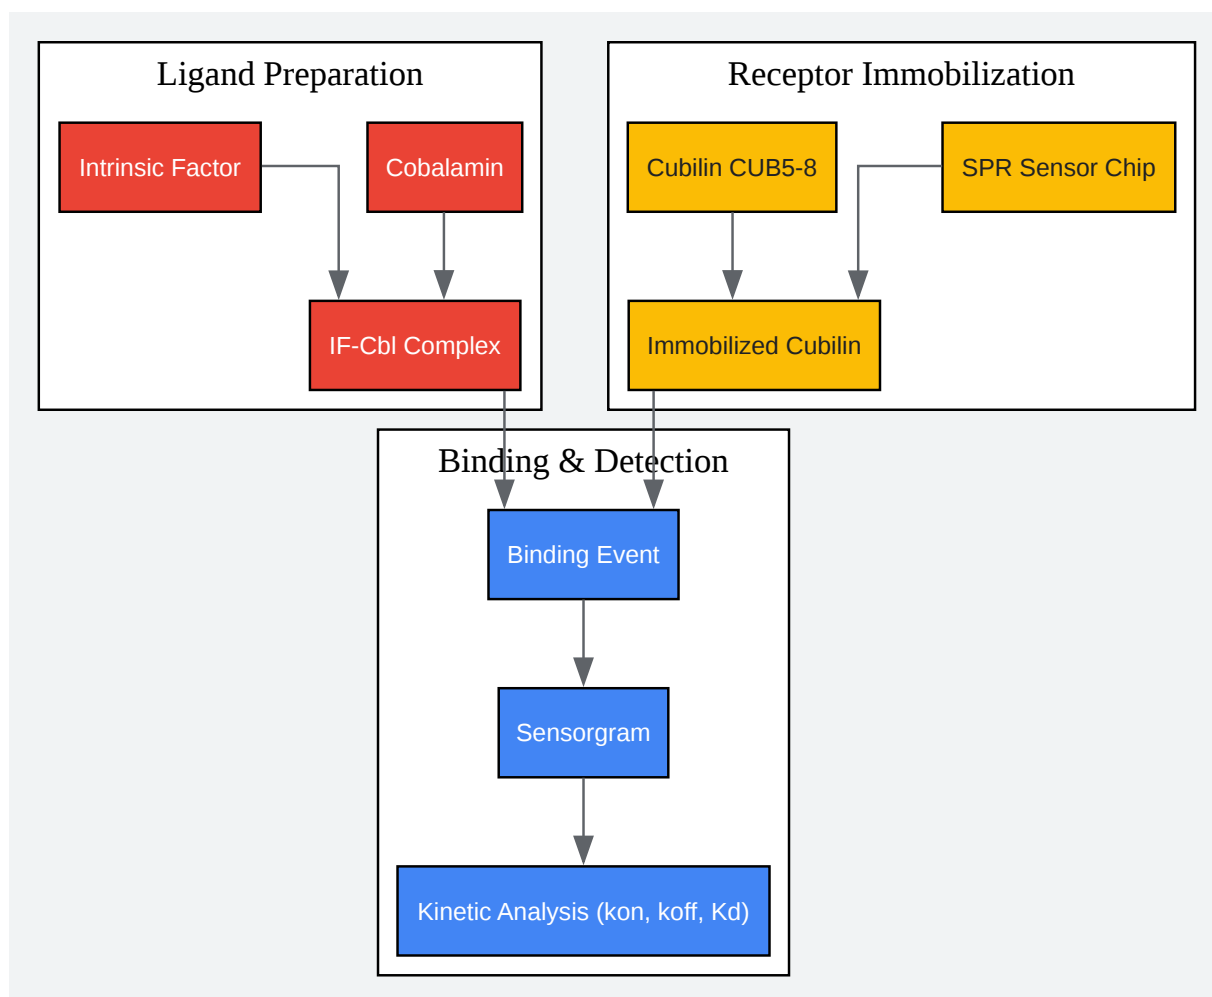 Ligand Preparation
Intrinsic Factor
Cobalamin
IF-Cbl Complex
Receptor Immobilization
Cubilin CUB5-8
SPR Sensor Chip
Immobilized Cubilin
Binding & Detection
Binding Event
Sensorgram
Kinetic Analysis (kon, koff, Kd)